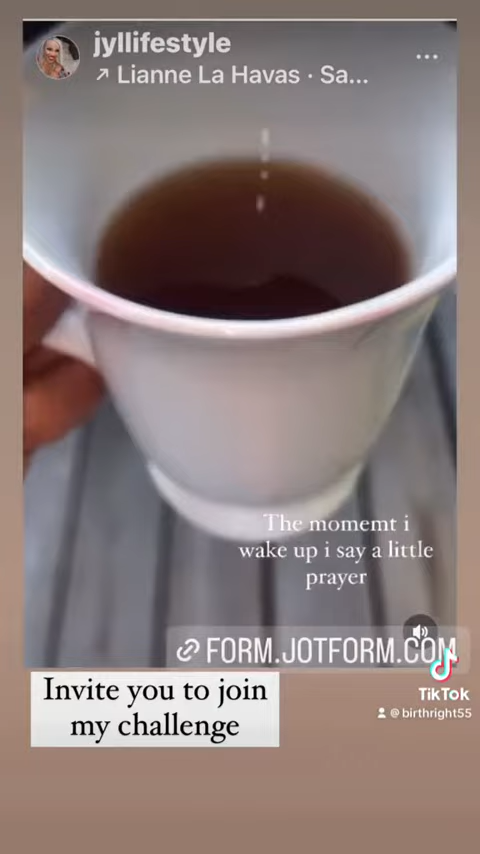 jyllifestyle
Lianne La Havas · Sa...
The momemt i
wake up i say a little
prayer
FORM.JOTFORM.COM
Invite you to join
my challenge
TikTok
@birthright55